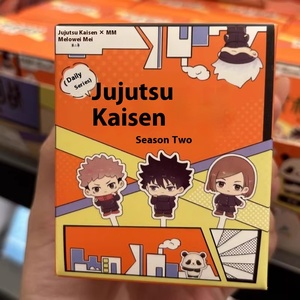 Jujutsu Kaisen × MM
Melowei Mei
( Daily
Series)
Jujutsu
Kaisen
Season Two